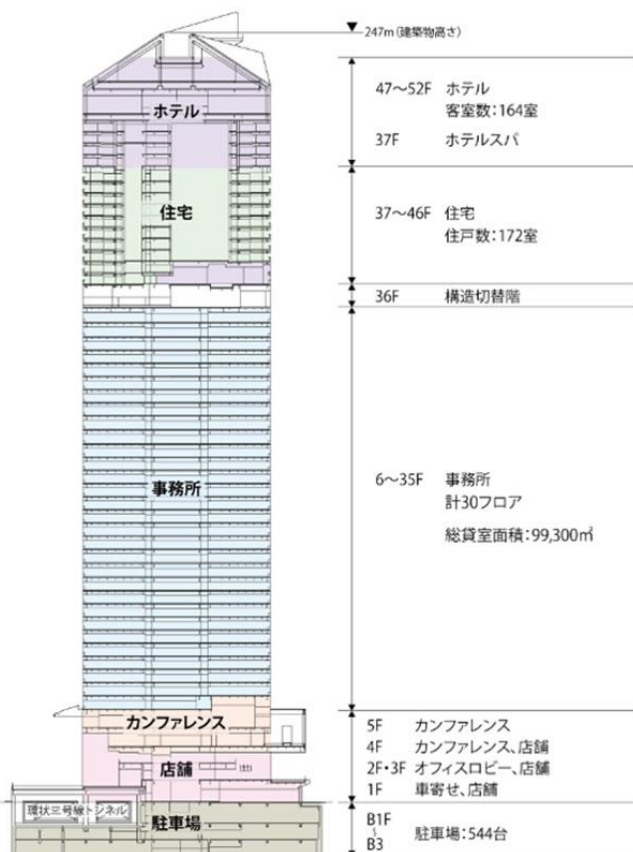 247m(建築物高さ)
47〜52F ホテル
客室数:164室
37F ホテルスパ
ホテル
37〜46F 住宅
住戸数:172室
住宅
36F 構造切替階
6〜35F 事務所
計30フロア
総貸室面積:99,300㎡
事務所
カンファレンス
5F カンファレンス
4F カンファレンス、店舗
2F・3F オフィスロビー、店舗
1F 車寄せ、店舗
店舗
環状三号線トンネル
駐車場
B1F
〜
B3
駐車場:544台